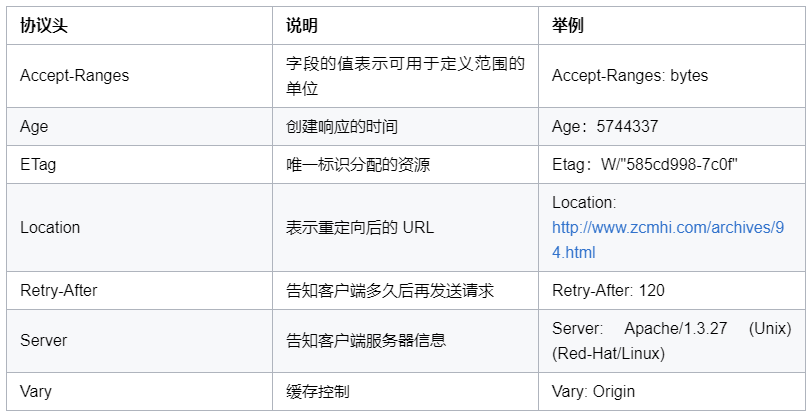 协议头 说明 举例
Accept-Ranges 字段的值表示可用于定义范围的 Accept-Ranges: bytes
单位
Age 创建响应的时间 Age：5744337
ETag 唯一标识分配的资源 Etag：W/"585cd998-7c0f"
Location 表示重定向后的 URL Location:
http://www.zcmhi.com/archives/9
4.html
Retry-After 告知客户端多久后再发送请求 Retry-After: 120
Server 告知客户端服务器信息 Server: Apache/1.3.27 (Unix)
(Red-Hat/Linux)
Vary 缓存控制 Vary: Origin